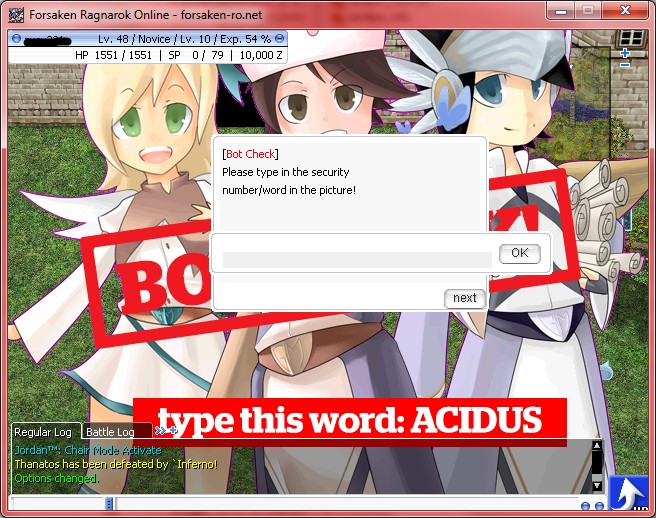 Forsaken Ragnarok Online - forsaken-ro.net
Lv. 48 / Novice / Lv. 10 / Exp. 54 %
HP 1551 / 1551 | SP 0 / 79 | 10,000 Z
[Bot Check]
Please type in the security
number/word in the picture!
OK
BO
next
type this word: ACIDUS
Regular Log
Battle Log
Jordan™: Chair Mode Activate
Thanatos has been defeated by `Inferno!
Options changed.